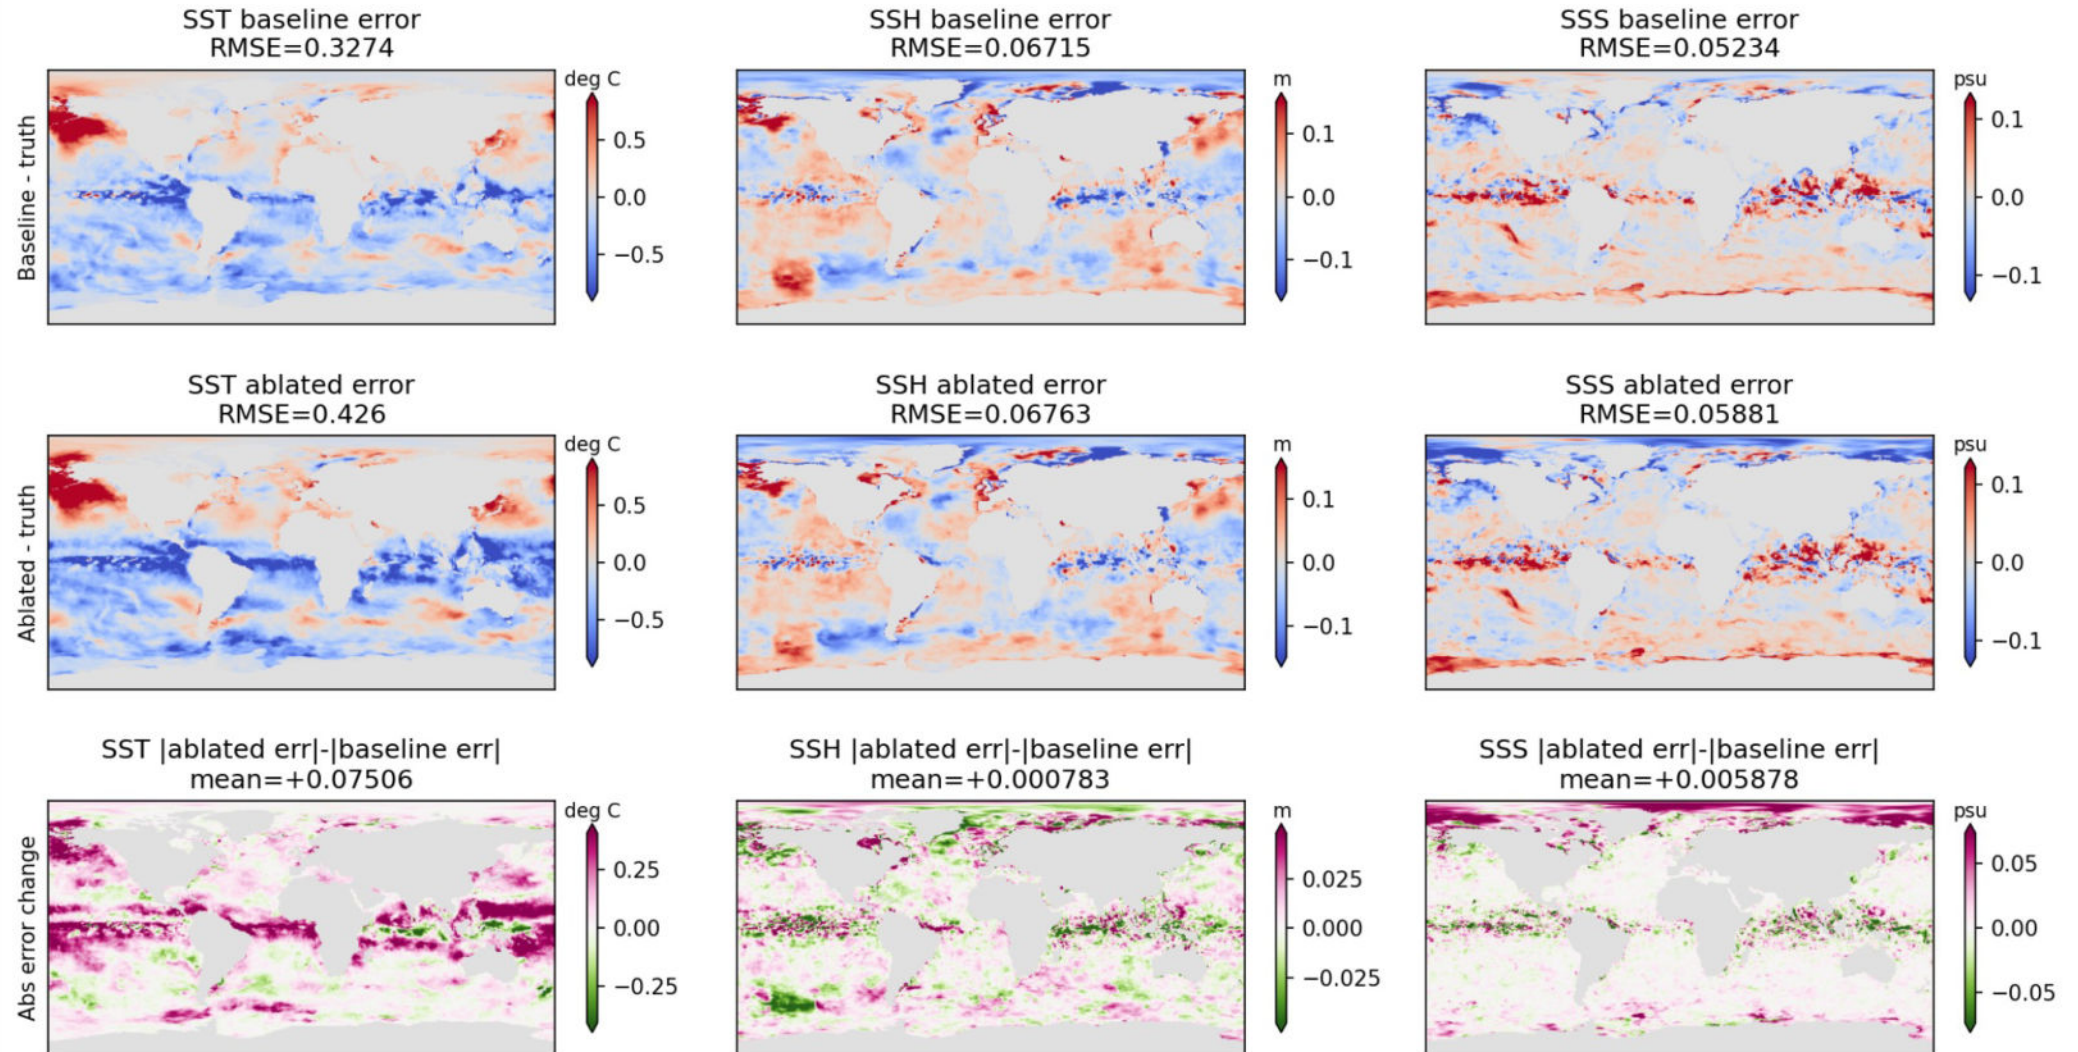 SST baseline error
RMSE=0.3274
SSH baseline error
RMSE=0.06715
SSS baseline error
RMSE=0.05234
Baseline - truth
deg C
0.5
0.0
−0.5
m
0.1
0.0
−0.1
psu
0.1
0.0
−0.1
SST ablated error
RMSE=0.426
SSH ablated error
RMSE=0.06763
SSS ablated error
RMSE=0.05881
Ablated - truth
deg C
0.5
0.0
−0.5
m
0.1
0.0
−0.1
psu
0.1
0.0
−0.1
SST |ablated err|-|baseline err|
mean=+0.07506
SSH |ablated err|-|baseline err|
mean=+0.000783
SSS |ablated err|-|baseline err|
mean=+0.005878
Abs error change
deg C
0.25
0.00
−0.25
m
0.025
0.000
−0.025
psu
0.05
0.00
−0.05